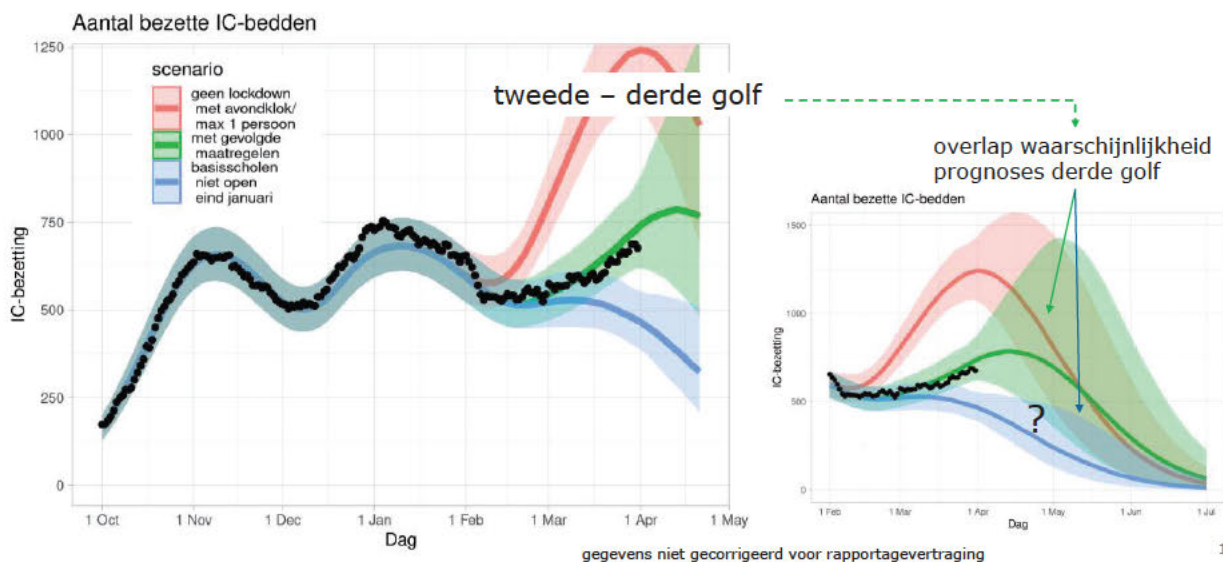 Aantal bezette IC-bedden
1250
1000
750
500
250
0
IC-bezetting
scenario
geen lockdown
met avondklok/
max 1 persoon
met gevolgde
maatregelen
basisscholen
niet open
eind januari
tweede – derde golf
1 Oct
1 Nov
1 Dec
1 Jan
1 Feb
1 Mar
1 Apr
1 May
Dag
overlap waarschijnlijkheid
prognoses derde golf
Aantal bezette IC-bedden
1500
1000
500
0
IC-bezetting
?
1 Feb
1 Mar
1 Apr
1 May
1 Jun
1 Jul
Dag
gegevens niet gecorrigeerd voor rapportagevertraging